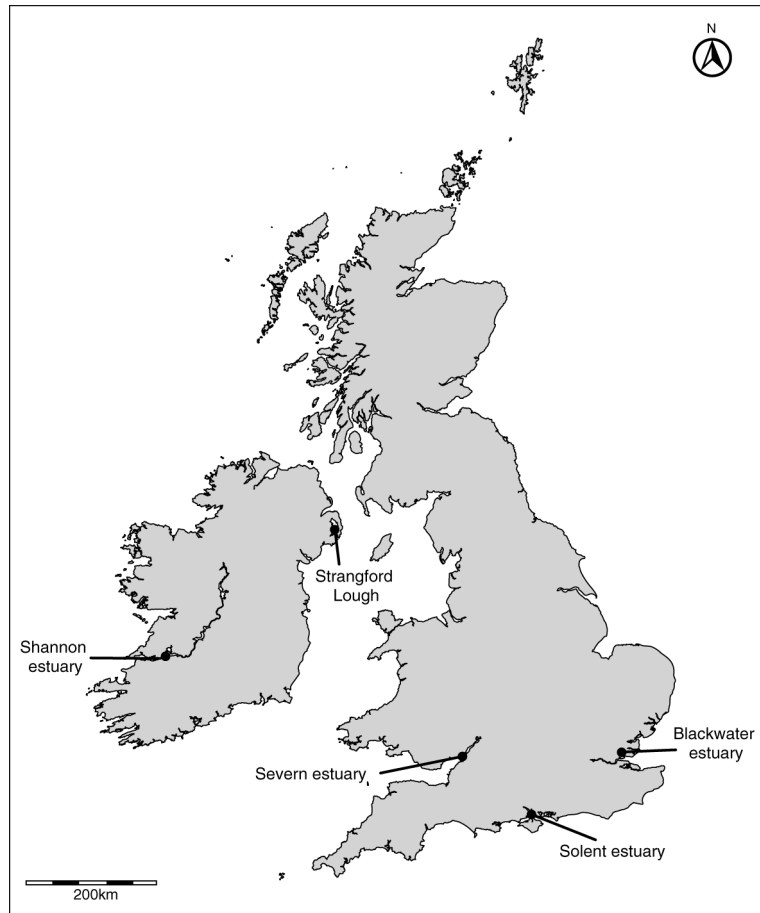 N
Strangford
Lough
Shannon
estuary
Blackwater
estuary
Severn estuary
Solent estuary
200km